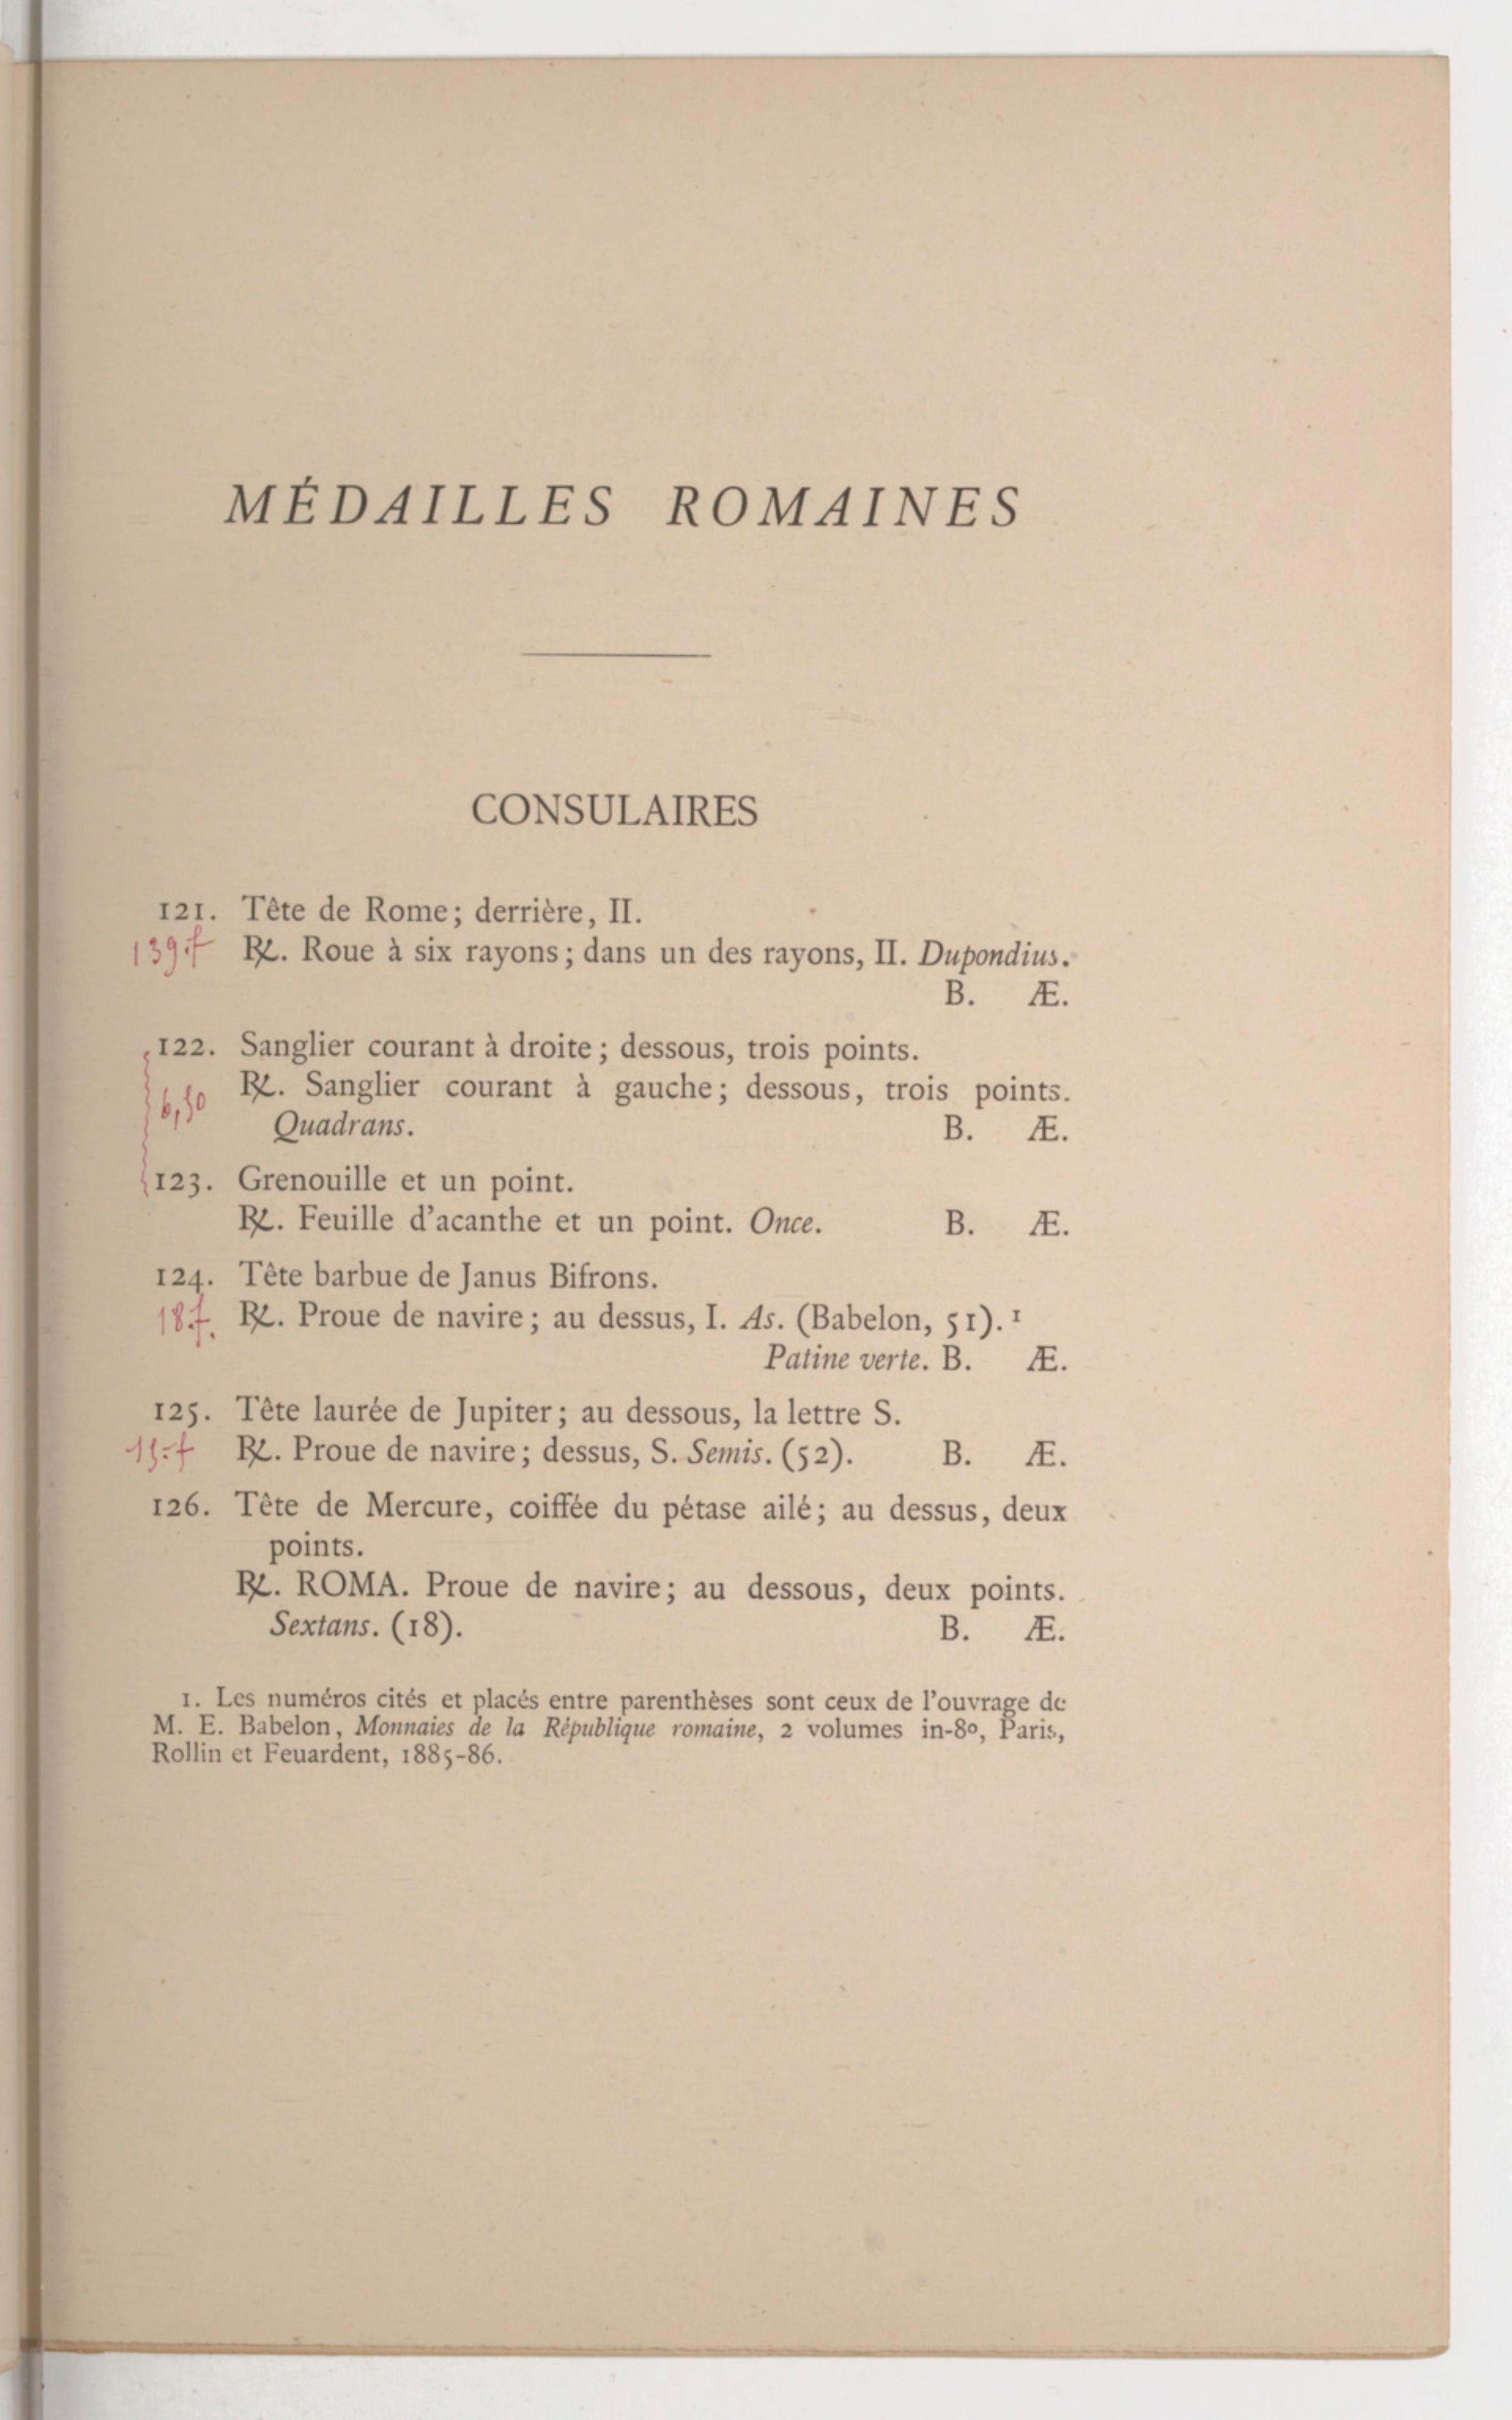 MÉDAILLES ROMAINES
CONSULAIRES
121. Tête de Rome; derrière, II.
139.f ℞. Roue à six rayons; dans un des rayons, II. Dupondius.
B. Æ.
122. Sanglier courant à droite; dessous, trois points.
℞. Sanglier courant à gauche; dessous, trois points.
6,50
Quadrans. B. Æ.
123. Grenouille et un point.
℞. Feuille d'acanthe et un point. Once. B. Æ.
124. Tête barbue de Janus Bifrons.
18.f. ℞. Proue de navire; au dessus, I. As. (Babelon, 51). 1
Patine verte. B. Æ.
125. Tête laurée de Jupiter; au dessous, la lettre S.
℞. Proue de navire; dessus, S. Semis. (52). B. Æ.
126. Tête de Mercure, coiffée du pétase ailé; au dessus, deux
points.
℞. ROMA. Proue de navire; au dessous, deux points.
Sextans. (18). B. Æ.
1. Les numéros cités et placés entre parenthèses sont ceux de l'ouvrage de
M. E. Babelon, Monnaies de la République romaine, 2 volumes in-8º, Paris,
Rollin et Feuardent, 1885-86.